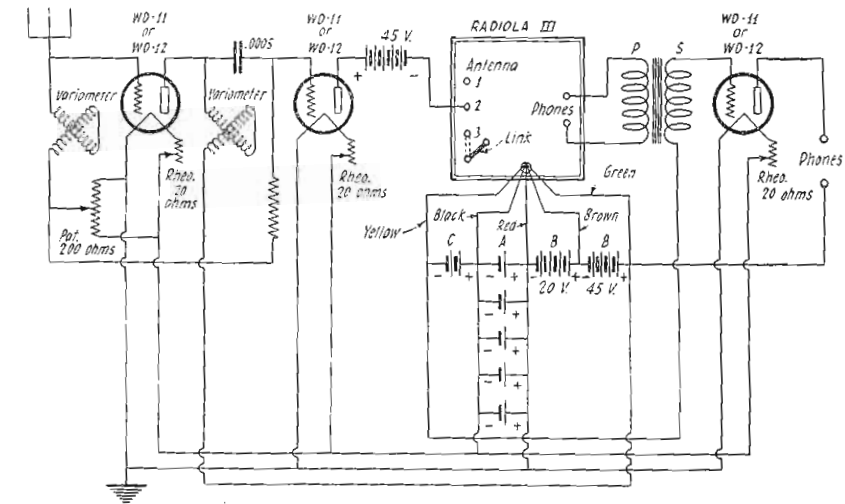 WD-11
or
WD-12
.0005
WD-11
or
WD-12
45 V.
+
-
RADIOLA III
Antenna
1
2
3
Link
Phones
P
S
WD-11
or
WD-12
Variometer
Variometer
Rheo.
20
ohms
Rheo.
20 ohms
Rheo.
20 ohms
Phones
Pot.
200 ohms
Green
Yellow
Black
Red
Brown
C
A
B
B
- + - + - + - +
20 V.
45 V.
- +
- +
- +
- +